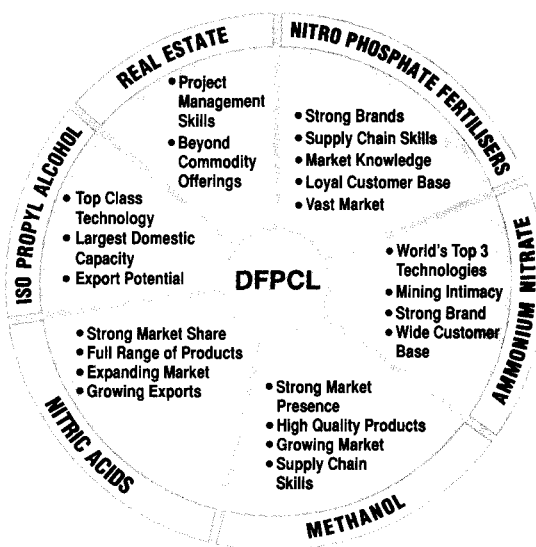 REAL ESTATE
• Project
Management
Skills
• Beyond
Commodity
Offerings
NITRO PHOSPHATE FERTILISERS
• Strong Brands
• Supply Chain Skills
• Market Knowledge
• Loyal Customer Base
• Vast Market
AMMONIUM NITRATE
• World's Top 3
Technologies
• Mining Intimacy
• Strong Brand
• Wide Customer
Base
METHANOL
• Strong Market
Presence
• High Quality Products
• Growing Market
• Supply Chain
Skills
NITRIC ACIDS
• Strong Market Share
• Full Range of Products
• Expanding Market
• Growing Exports
ISO PROPYL ALCOHOL
• Top Class
Technology
• Largest Domestic
Capacity
• Export Potential
DFPCL